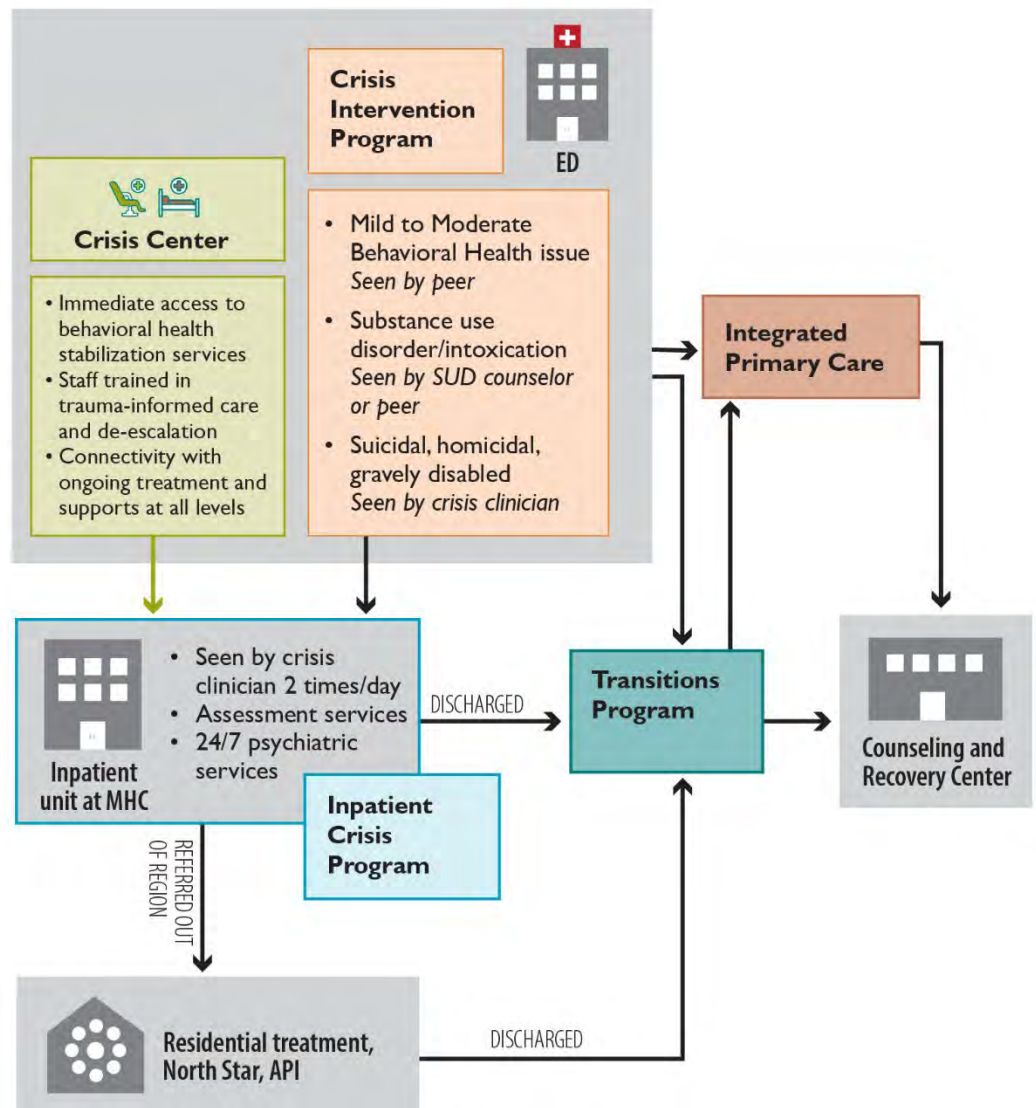 Crisis
Intervention
Program
ED
Crisis Center
• Immediate access to
behavioral health
stabilization services
• Staff trained in
trauma-informed care
and de-escalation
• Connectivity with
ongoing treatment and
supports at all levels
• Mild to Moderate
Behavioral Health issue
Seen by peer
• Substance use
disorder/intoxication
Seen by SUD counselor
or peer
• Suicidal, homicidal,
gravely disabled
Seen by crisis clinician
Integrated
Primary Care
Inpatient
unit at MHC
• Seen by crisis
clinician 2 times/day
• Assessment services
• 24/7 psychiatric
services
Inpatient
Crisis
Program
DISCHARGED
Transitions
Program
Counseling and
Recovery Center
REFERRED OUT
OF REGION
Residential treatment,
North Star, API
DISCHARGED